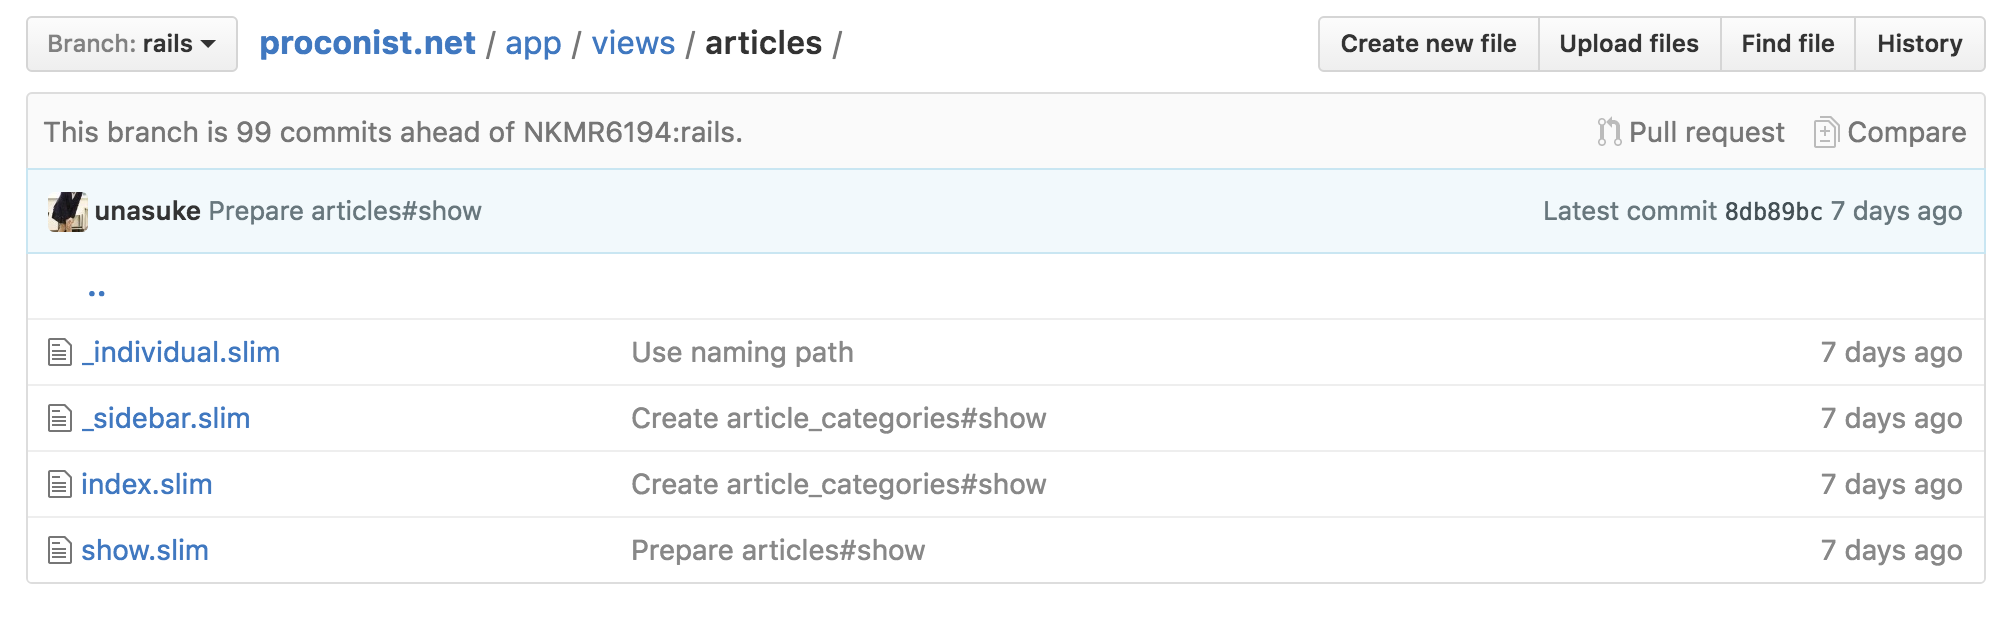 Branch: rails proconist.net / app / views / articles / Create new file Upload files Find file History
This branch is 99 commits ahead of NKMR6194:rails. Pull request Compare
unasuke Prepare articles#show Latest commit 8db89bc 7 days ago
..
_individual.slim Use naming path 7 days ago
_sidebar.slim Create article_categories#show 7 days ago
index.slim Create article_categories#show 7 days ago
show.slim Prepare articles#show 7 days ago